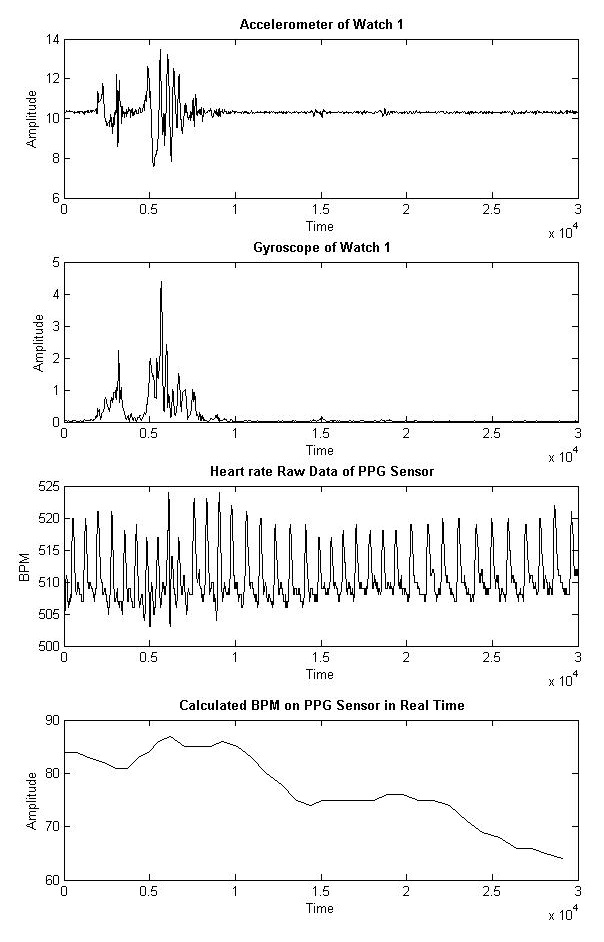 Accelerometer of Watch 1
14
12
10
8
6
Amplitude
0 0.5 1 1.5 2 2.5 3
Time
x 10^4
Gyroscope of Watch 1
5
4
3
2
1
0
Amplitude
0 0.5 1 1.5 2 2.5 3
Time
x 10^4
Heart rate Raw Data of PPG Sensor
525
520
515
510
505
500
BPM
0 0.5 1 1.5 2 2.5 3
Time
x 10^4
Calculated BPM on PPG Sensor in Real Time
90
80
70
60
Amplitude
0 0.5 1 1.5 2 2.5 3
Time
x 10^4